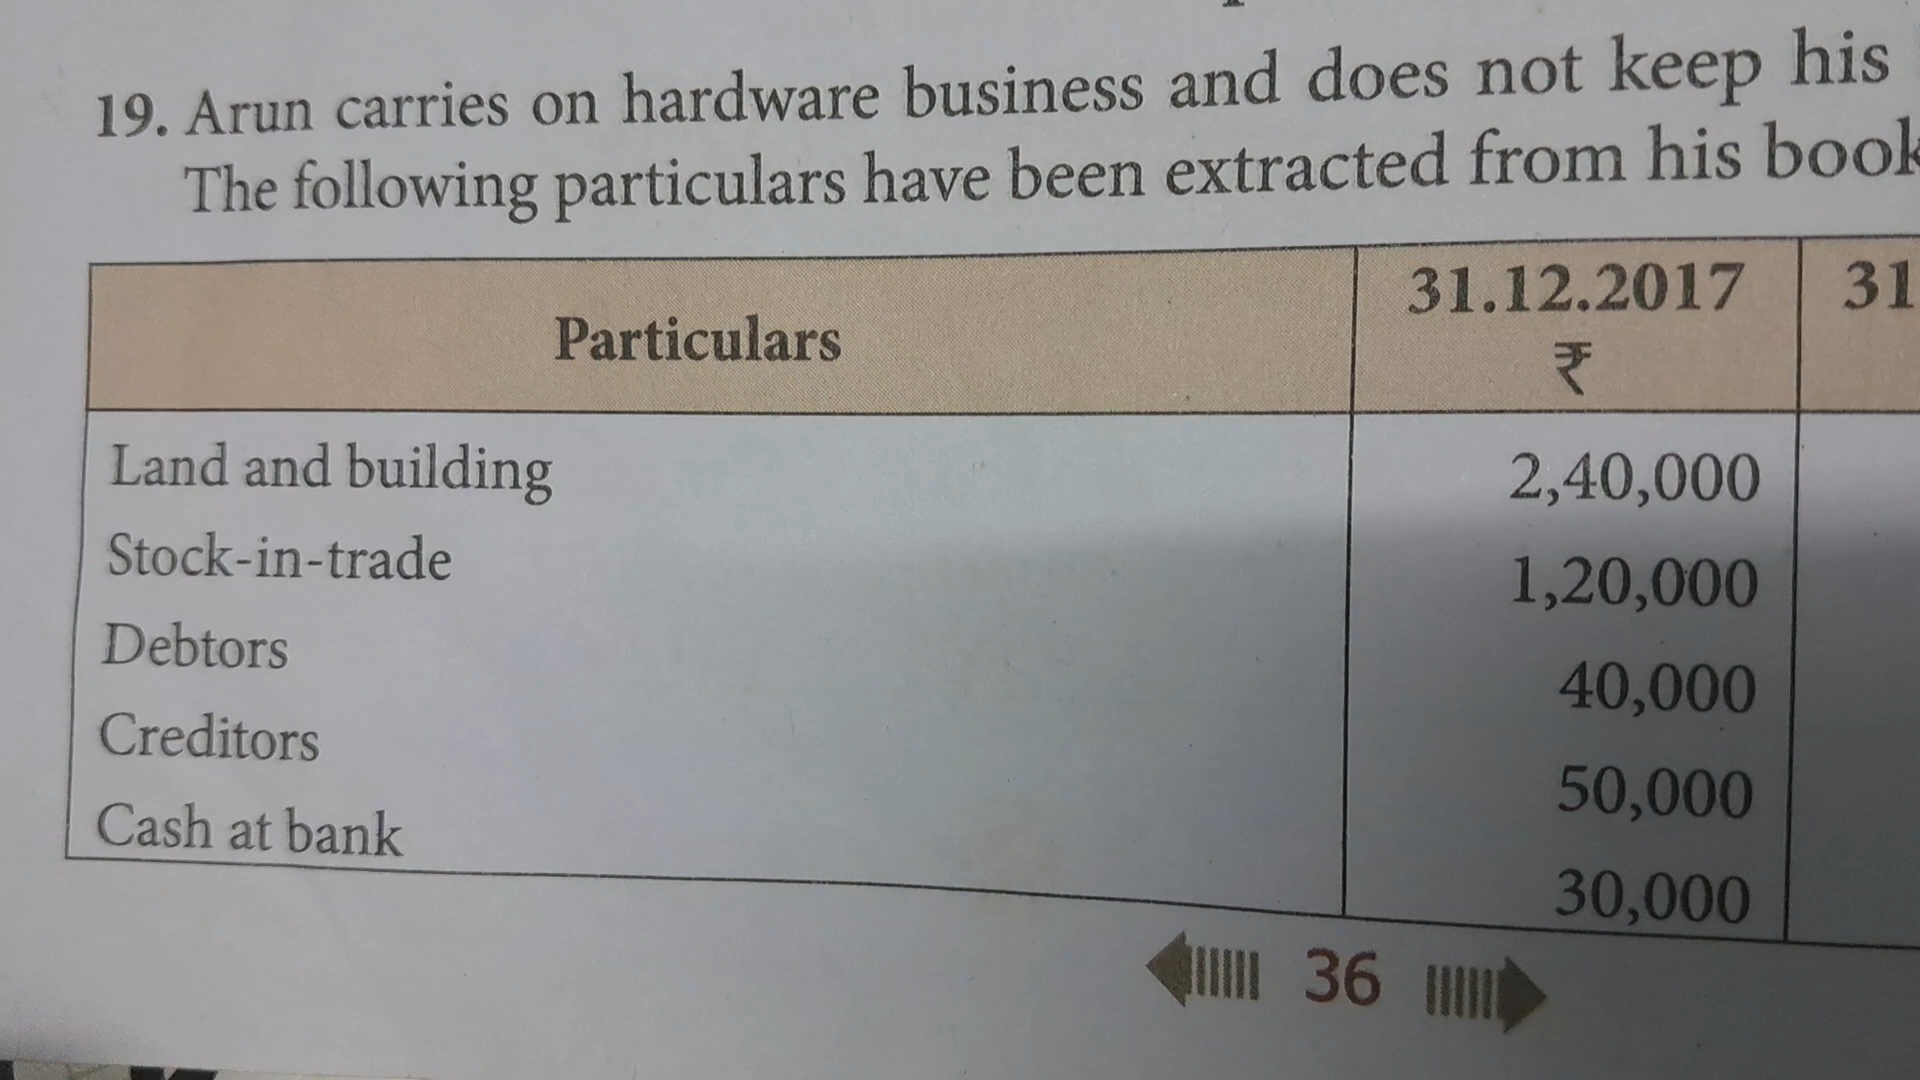 19. Arun carries on hardware business and does not keep his
The following particulars have been extracted from his book
Particulars 31.12.2017 31
₹
Land and building 2,40,000
Stock-in-trade 1,20,000
Debtors 40,000
Creditors 50,000
Cash at bank 30,000
36